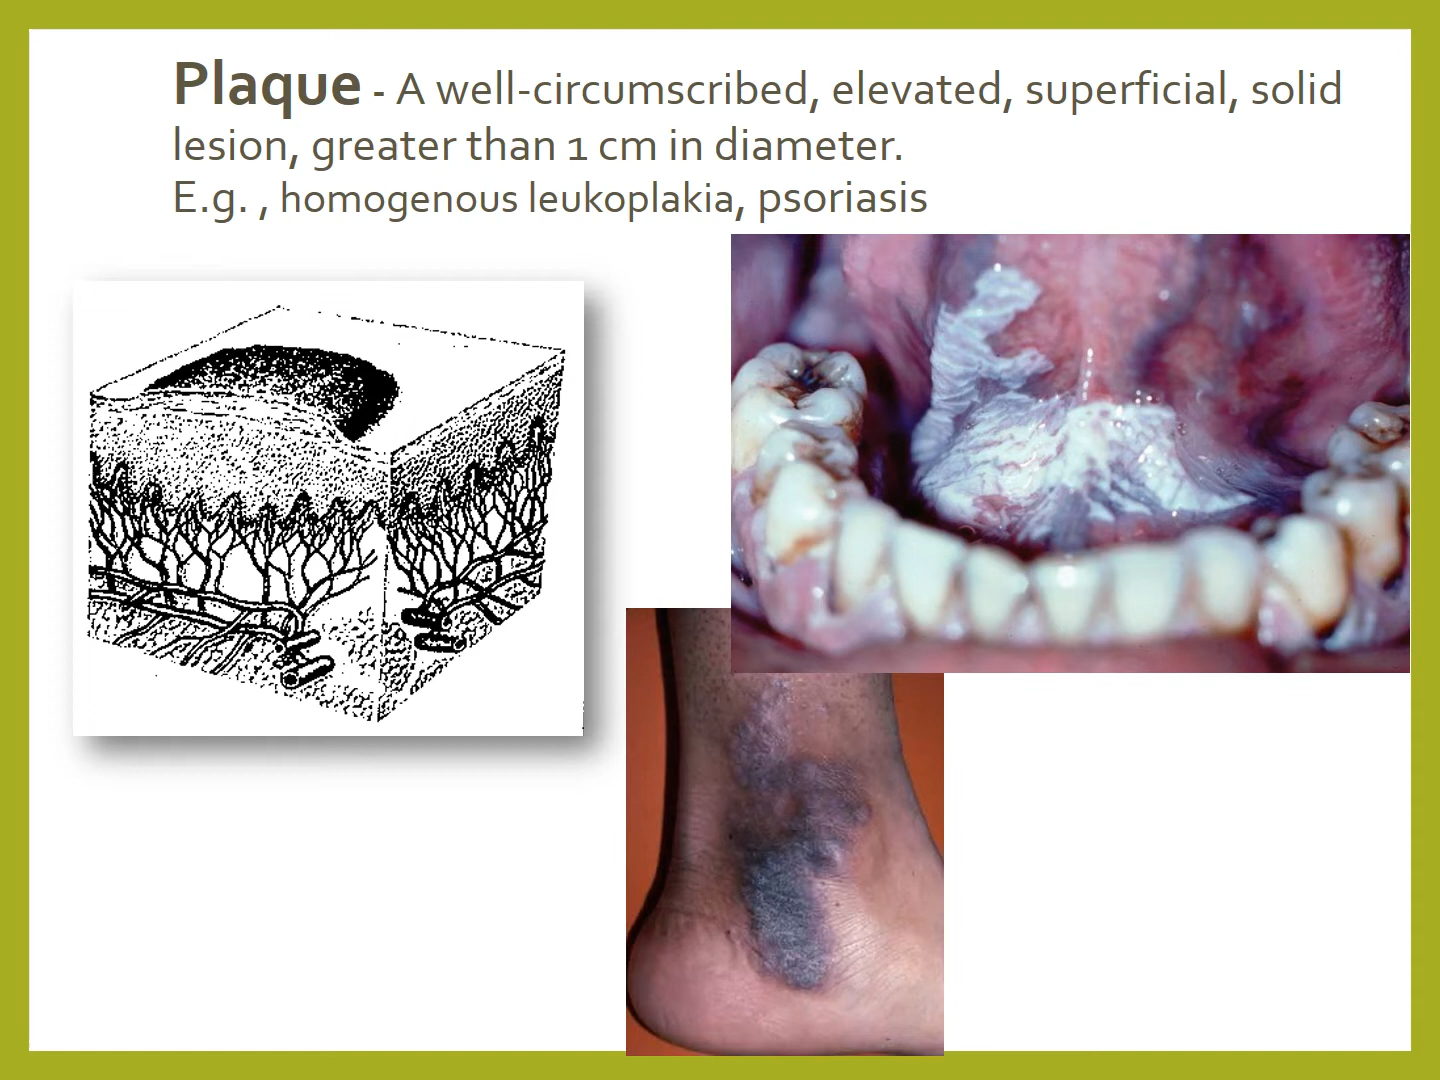 Plaque - A well-circumscribed, elevated, superficial, solid
lesion, greater than 1 cm in diameter.
E.g. , homogenous leukoplakia, psoriasis